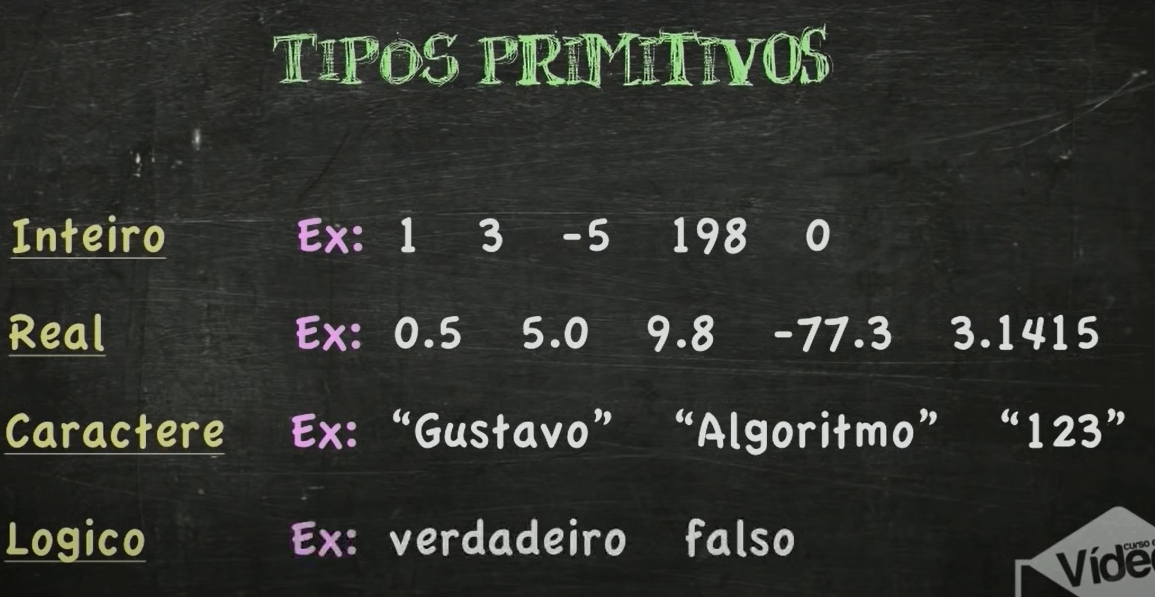 TIPOS PRIMITIVOS
Inteiro Ex: 1 3 -5 198 0
Real Ex: 0.5 5.0 9.8 -77.3 3.1415
Caractere Ex: “Gustavo” “Algoritmo” “123”
Logico Ex: verdadeiro falso
curso